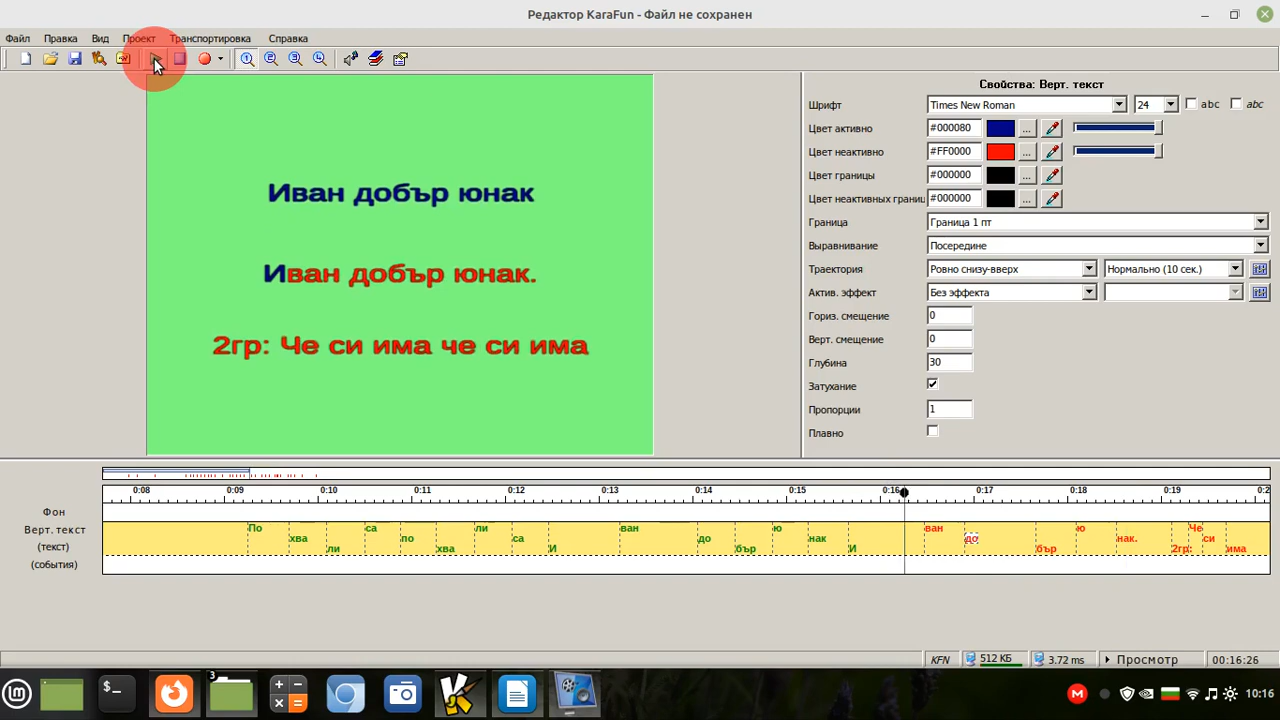 Редактор KaraFun - Файл не сохранен
Файл Правка Вид Проект Транспортировка Справка
1 2 3 4
Иван добър юнак
Иван добър юнак.
2гр: Че си има че си има
Свойства: Верт. текст
Шрифт Times New Roman 24 abc abc
Цвет активно #000080 ...
Цвет неактивно #FF0000 ...
Цвет границы #000000 ...
Цвет неактивных границ #000000 ...
Граница Граница 1 пт
Выравнивание Посередине
Траектория Ровно снизу-вверх Нормально (10 сек.)
Актив. эффект Без эффекта
Гориз. смещение 0
Верт. смещение 0
Глубина 30
Затухание
Пропорции 1
Плавно
0:08 0:09 0:10 0:11 0:12 0:13 0:14 0:15 0:16 0:17 0:18 0:19 0:2
Фон
Верт.текст
(текст)
(события)
По са ли ван ю ван ю Че
хва по са до нак до нак. си
ли хва И бър И бър 2гр: има
KFN 512 КБ 3.72 ms Просмотр 00:16:26
3
M 10:16